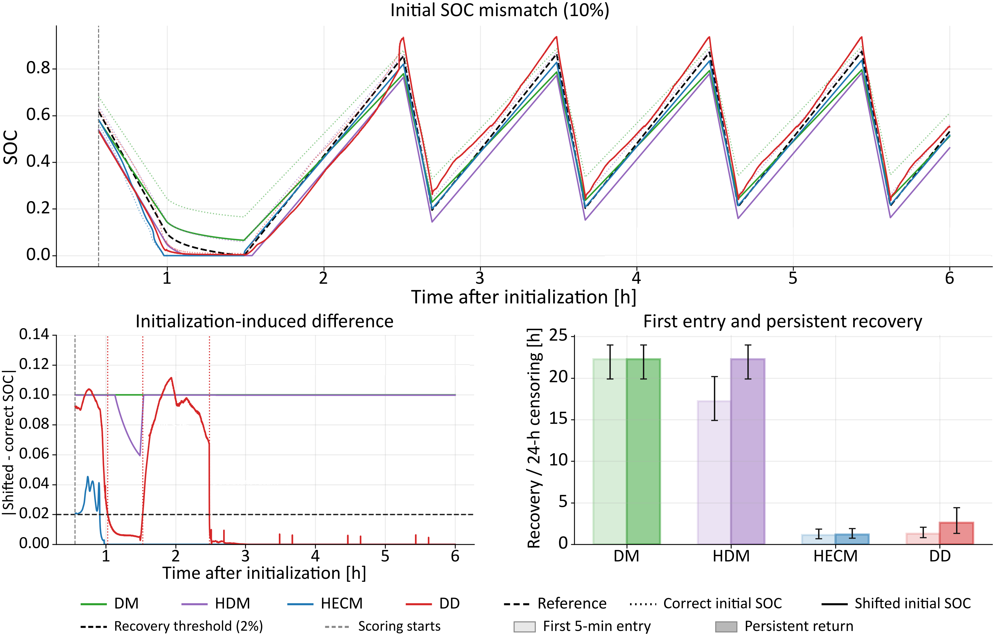 Initial SOC mismatch (10%)
SOC
0.8
0.6
0.4
0.2
0.0
1 2 3 4 5 6
Time after initialization [h]
Initialization-induced difference
|Shifted - correct SOC|
0.14
0.12
0.10
0.08
0.06
0.04
0.02
0.00
1 2 3 4 5 6
Time after initialization [h]
First entry and persistent recovery
Recovery / 24-h censoring [h]
25
20
15
10
5
0
DM HDM HECM DD
DM HDM HECM DD Reference Correct initial SOC Shifted initial SOC
Recovery threshold (2%) Scoring starts First 5-min entry Persistent return